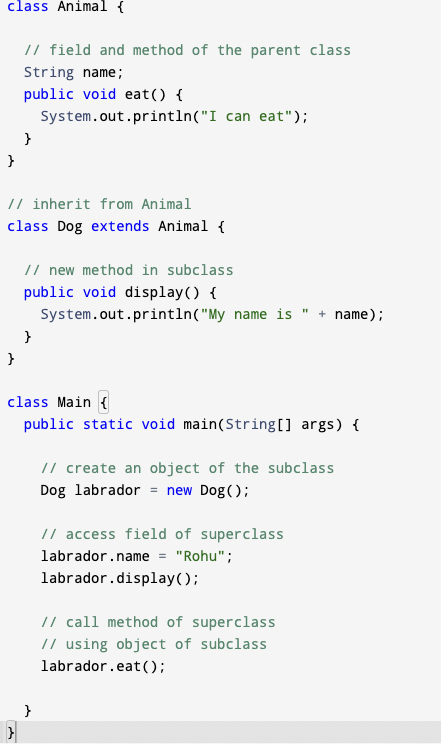 class Animal {
  // field and method of the parent class
  String name;
  public void eat() {
    System.out.println("I can eat");
  }
}
// inherit from Animal
class Dog extends Animal {
  // new method in subclass
  public void display() {
    System.out.println("My name is " + name);
  }
}
class Main {
  public static void main(String[] args) {
    // create an object of the subclass
    Dog labrador = new Dog();
    // access field of superclass
    labrador.name = "Rohu";
    labrador.display();
    // call method of superclass
    // using object of subclass
    labrador.eat();
  }
}